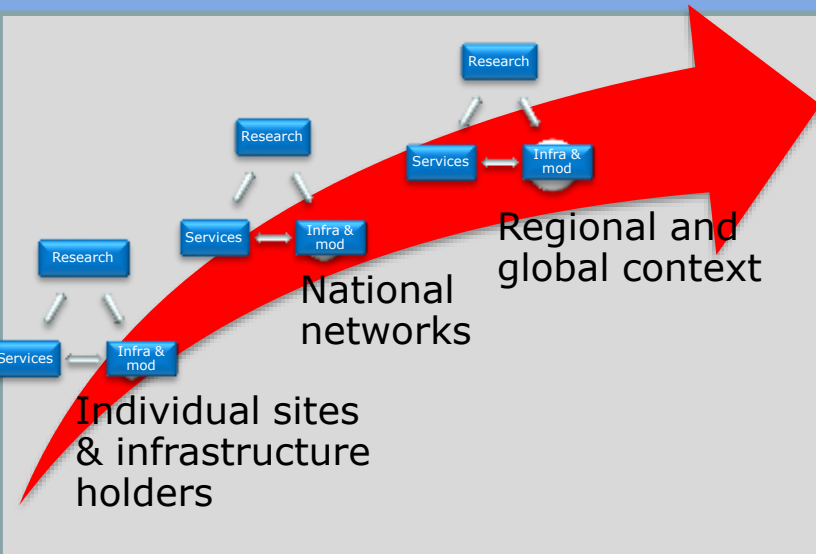 Research
Services
Infra &
mod
Regional and
global context
Research
Services
Infra &
mod
National
networks
Research
Services
Infra &
mod
Individual sites
& infrastructure
holders